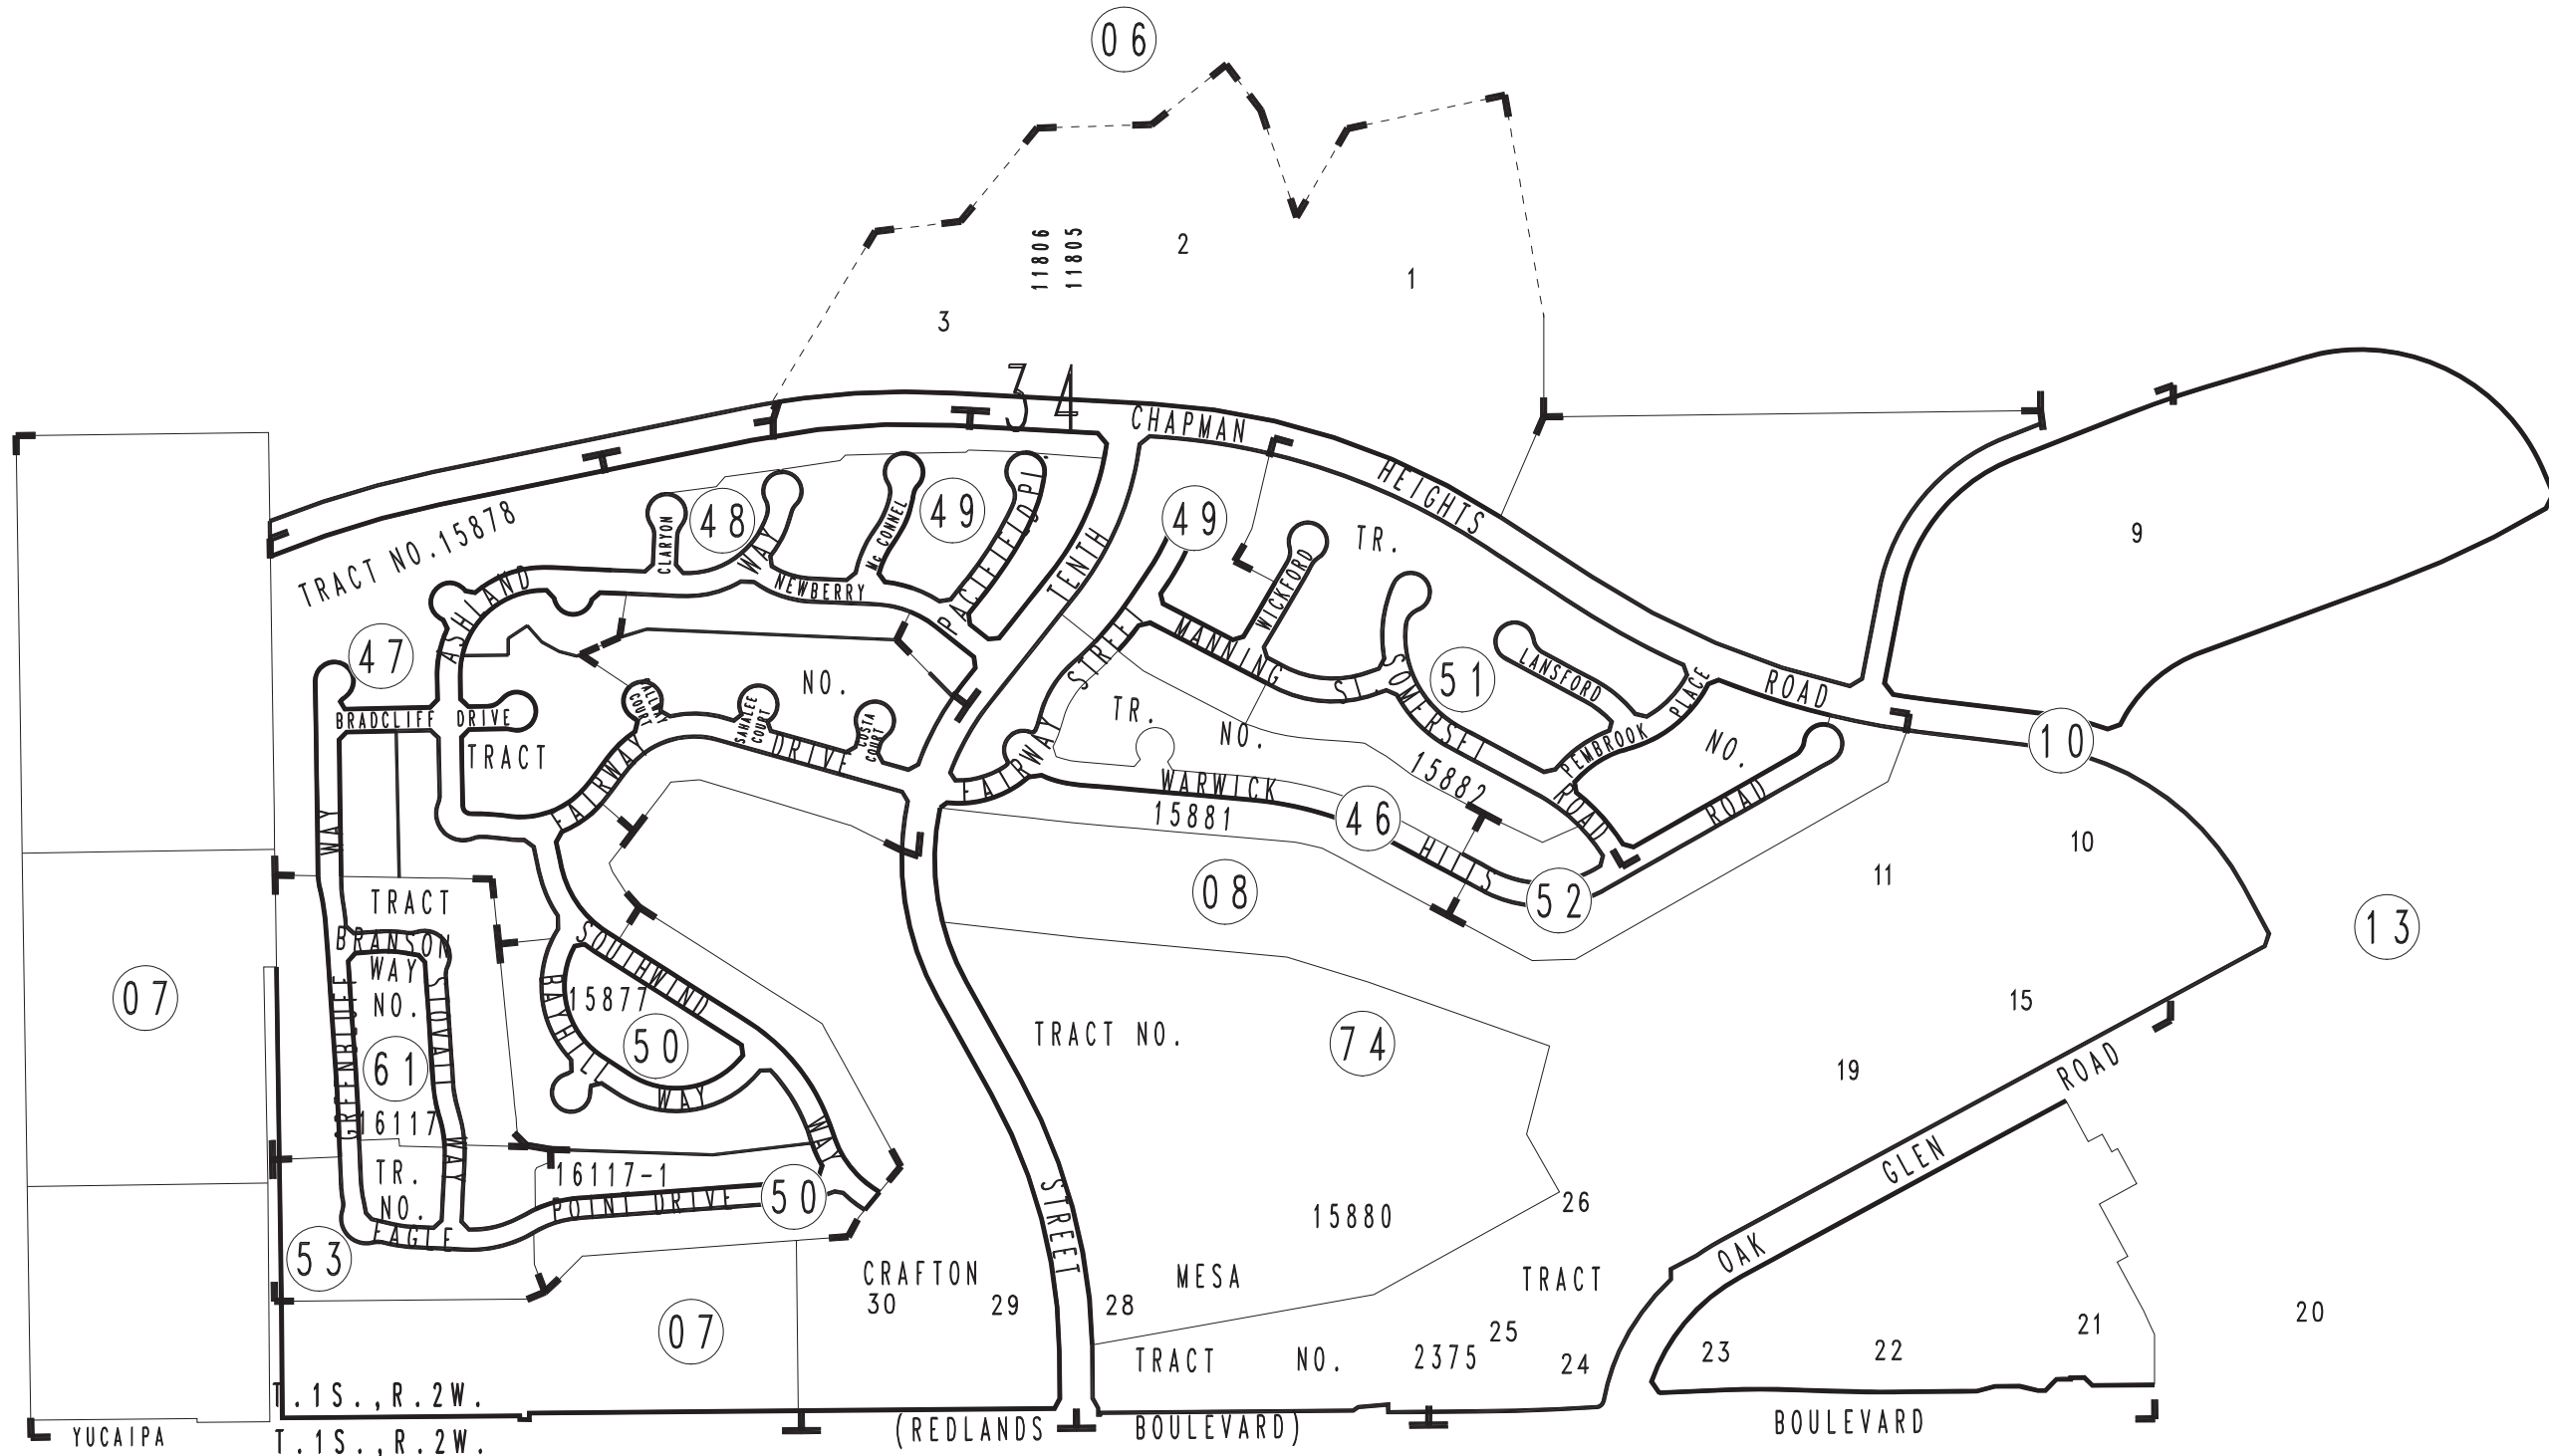 06
11806
11805
2
1
3
34
CHAPMAN HEIGHTS ROAD
TRACT NO. 15878
48
49
49
CLARYON
WAY
NEWBERRY
Mc CONNEL
PACIFIELD PL.
TENTH
STREET
ASHLAND
47
WICKFORD
TR.
MANNING ST.
51
LANSFORD
SOMERSET
ROAD
PEMBROOK
PLACE
9
10
BRADCLIFF DRIVE
TRACT
NO.
COURT
SAHALEE
COURT
COSTA
COURT
FAIRWAY
DRIVE
FAIRWAY
TR.
NO.
15882
NO.
ROAD
WARWICK
15881
46
HILLS
52
08
10
11
13
WAY
TRACT
BRANSON
WAY
NO.
61
16117
GREENBLUFF
STOVALL
WAY
TR.
NO.
07
SOUTHWIND
WAY
15877
BAYHILL
WAY
50
16117-1
EAGLE
POINT DRIVE
50
53
TRACT NO.
74
15
19
15880
26
OAK GLEN ROAD
STREET
CRAFTON
MESA
TRACT
30
29
28
25
24
23
22
21
20
07
TRACT NO. 2375
T.1S.,R.2W.
T.1S.,R.2W.
YUCAIPA
(REDLANDS BOULEVARD)
BOULEVARD